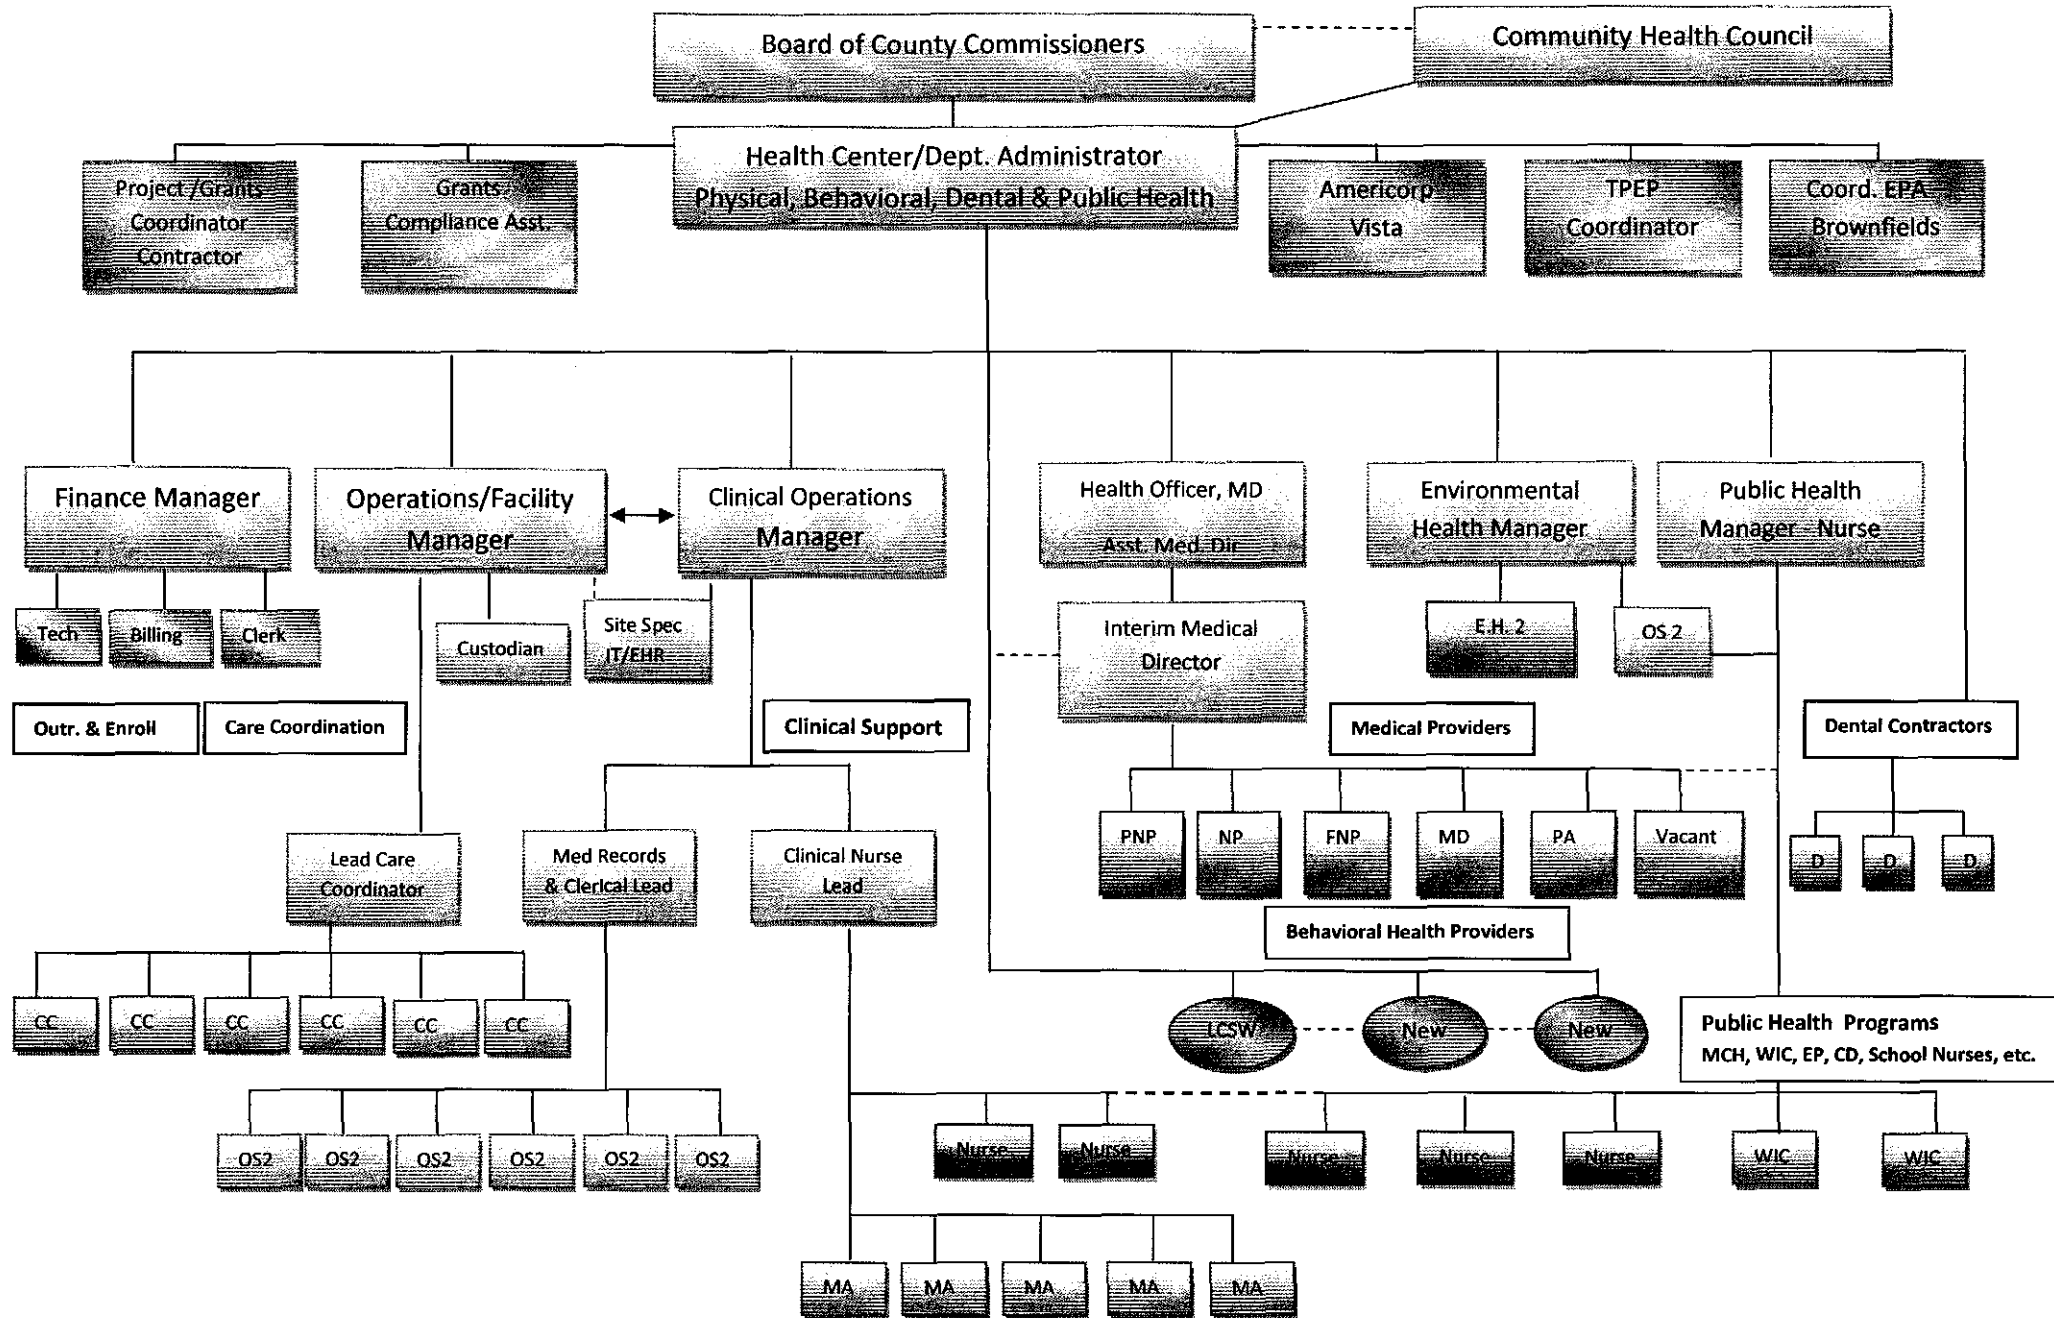 Board of County Commissioners
Community Health Council
Health Center/Dept. Administrator
Physical, Behavioral, Dental & Public Health
Project /Grants
Coordinator
Contractor
Grants
Compliance Asst.
Americorp
Vista
TPEP
Coordinator
Coord. EPA -
Brownfields
Finance Manager
Operations/Facility
Manager
Clinical Operations
Manager
Health Officer, MD
Asst. Med. Dir
Environmental
Health Manager
Public Health
Manager - Nurse
Tech
Billing
Clerk
Custodian
Site Spec
IT/EHR
Interim Medical
Director
E.H. 2
OS 2
Outr. & Enroll
Care Coordination
Clinical Support
Medical Providers
Dental Contractors
PNP
NP
FNP
MD
PA
Vacant
D
D
D
Lead Care
Coordinator
Med Records
& Clerical Lead
Clinical Nurse
Lead
Behavioral Health Providers
CC
CC
CC
CC
CC
CC
LCSW
New
New
Public Health Programs
MCH, WIC, EP, CD, School Nurses, etc.
OS2
OS2
OS2
OS2
OS2
OS2
Nurse
Nurse
Nurse
Nurse
Nurse
WIC
WIC
MA
MA
MA
MA
MA